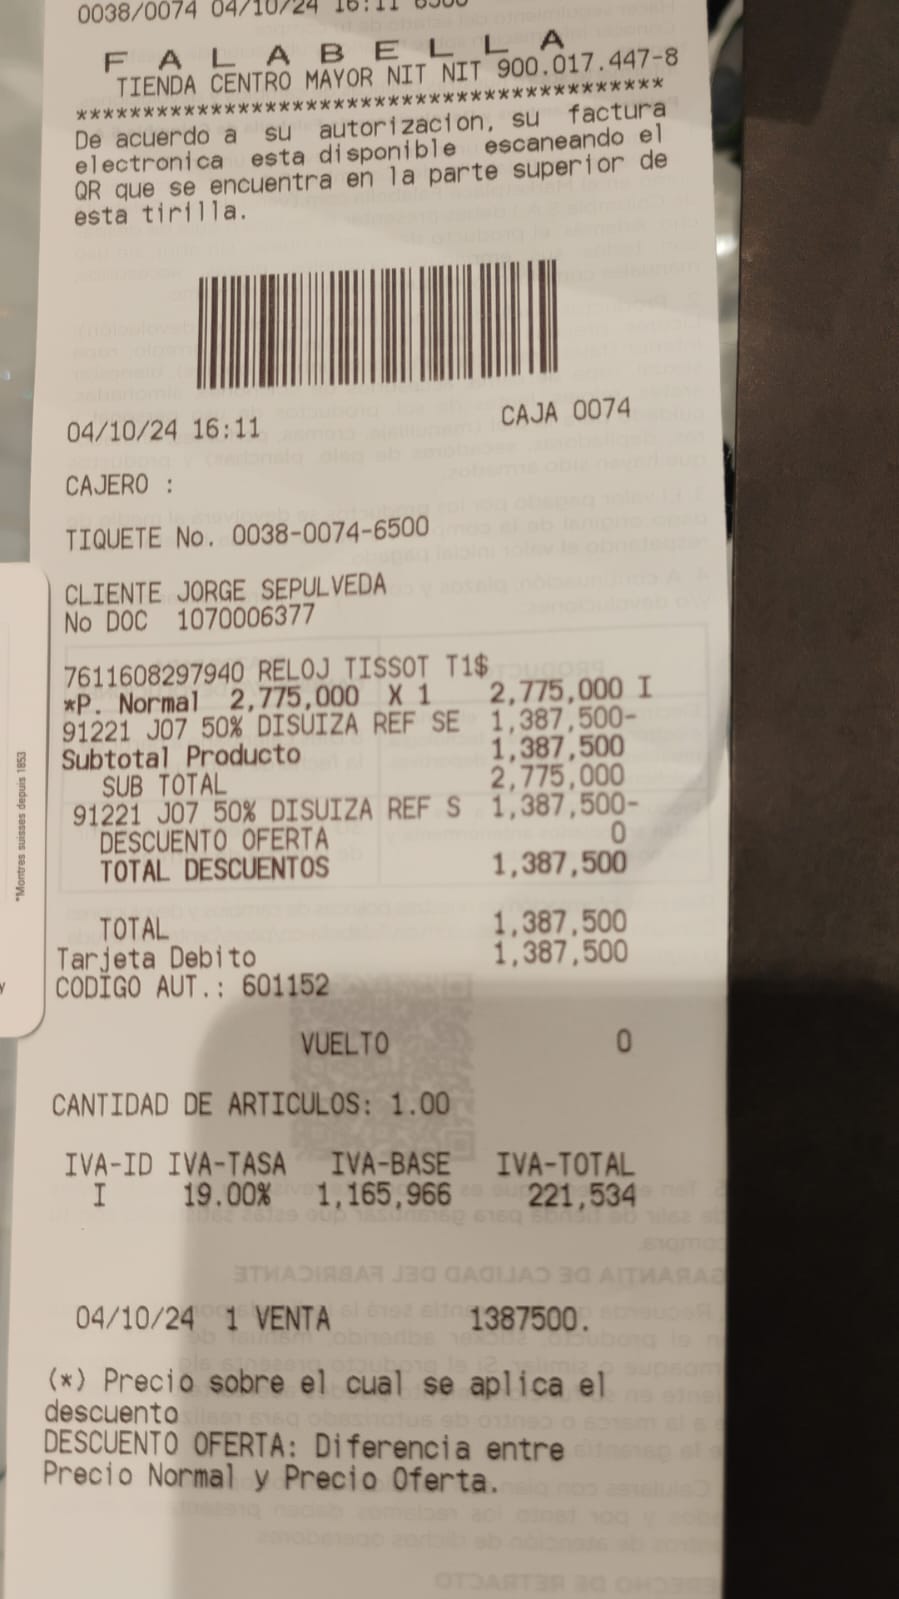 0038/0074 04/10/24 16:11 6500
F A L A B E L L A
TIENDA CENTRO MAYOR NIT NIT 900.017.447-8
********************************************
De acuerdo a su autorizacion, su factura
electronica esta disponible escaneando el
QR que se encuentra en la parte superior de
esta tirilla.
04/10/24 16:11 CAJA 0074
CAJERO :
TIQUETE No. 0038-0074-6500
CLIENTE JORGE SEPULVEDA
No DOC 1070006377
7611608297940 RELOJ TISSOT T1$
*P. Normal 2,775,000 X 1 2,775,000 I
91221 J07 50% DISUIZA REF SE 1,387,500-
Subtotal Producto 1,387,500
SUB TOTAL 2,775,000
91221 J07 50% DISUIZA REF S 1,387,500-
DESCUENTO OFERTA 0
TOTAL DESCUENTOS 1,387,500
TOTAL 1,387,500
Tarjeta Debito 1,387,500
CODIGO AUT.: 601152
VUELTO 0
CANTIDAD DE ARTICULOS: 1.00
IVA-ID IVA-TASA IVA-BASE IVA-TOTAL
I 19.00% 1,165,966 221,534
04/10/24 1 VENTA 1387500.
(*) Precio sobre el cual se aplica el
descuento
DESCUENTO OFERTA: Diferencia entre
Precio Normal y Precio Oferta.
*Montres suisses depuis 1853